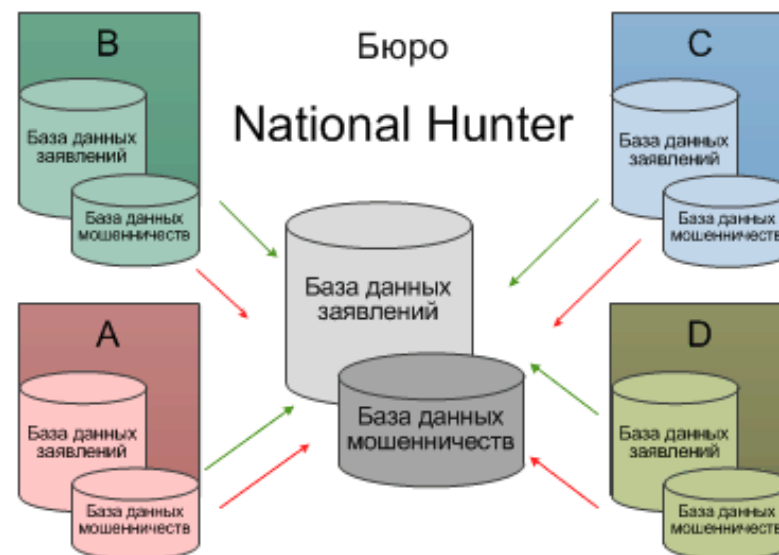 B
База данных
заявлений
База данных
мошенничеств
Бюро
National Hunter
C
База данных
заявлений
База данных
мошенничеств
База данных
заявлений
База данных
мошенничеств
A
База данных
заявлений
База данных
мошенничеств
D
База данных
заявлений
База данных
мошенничеств